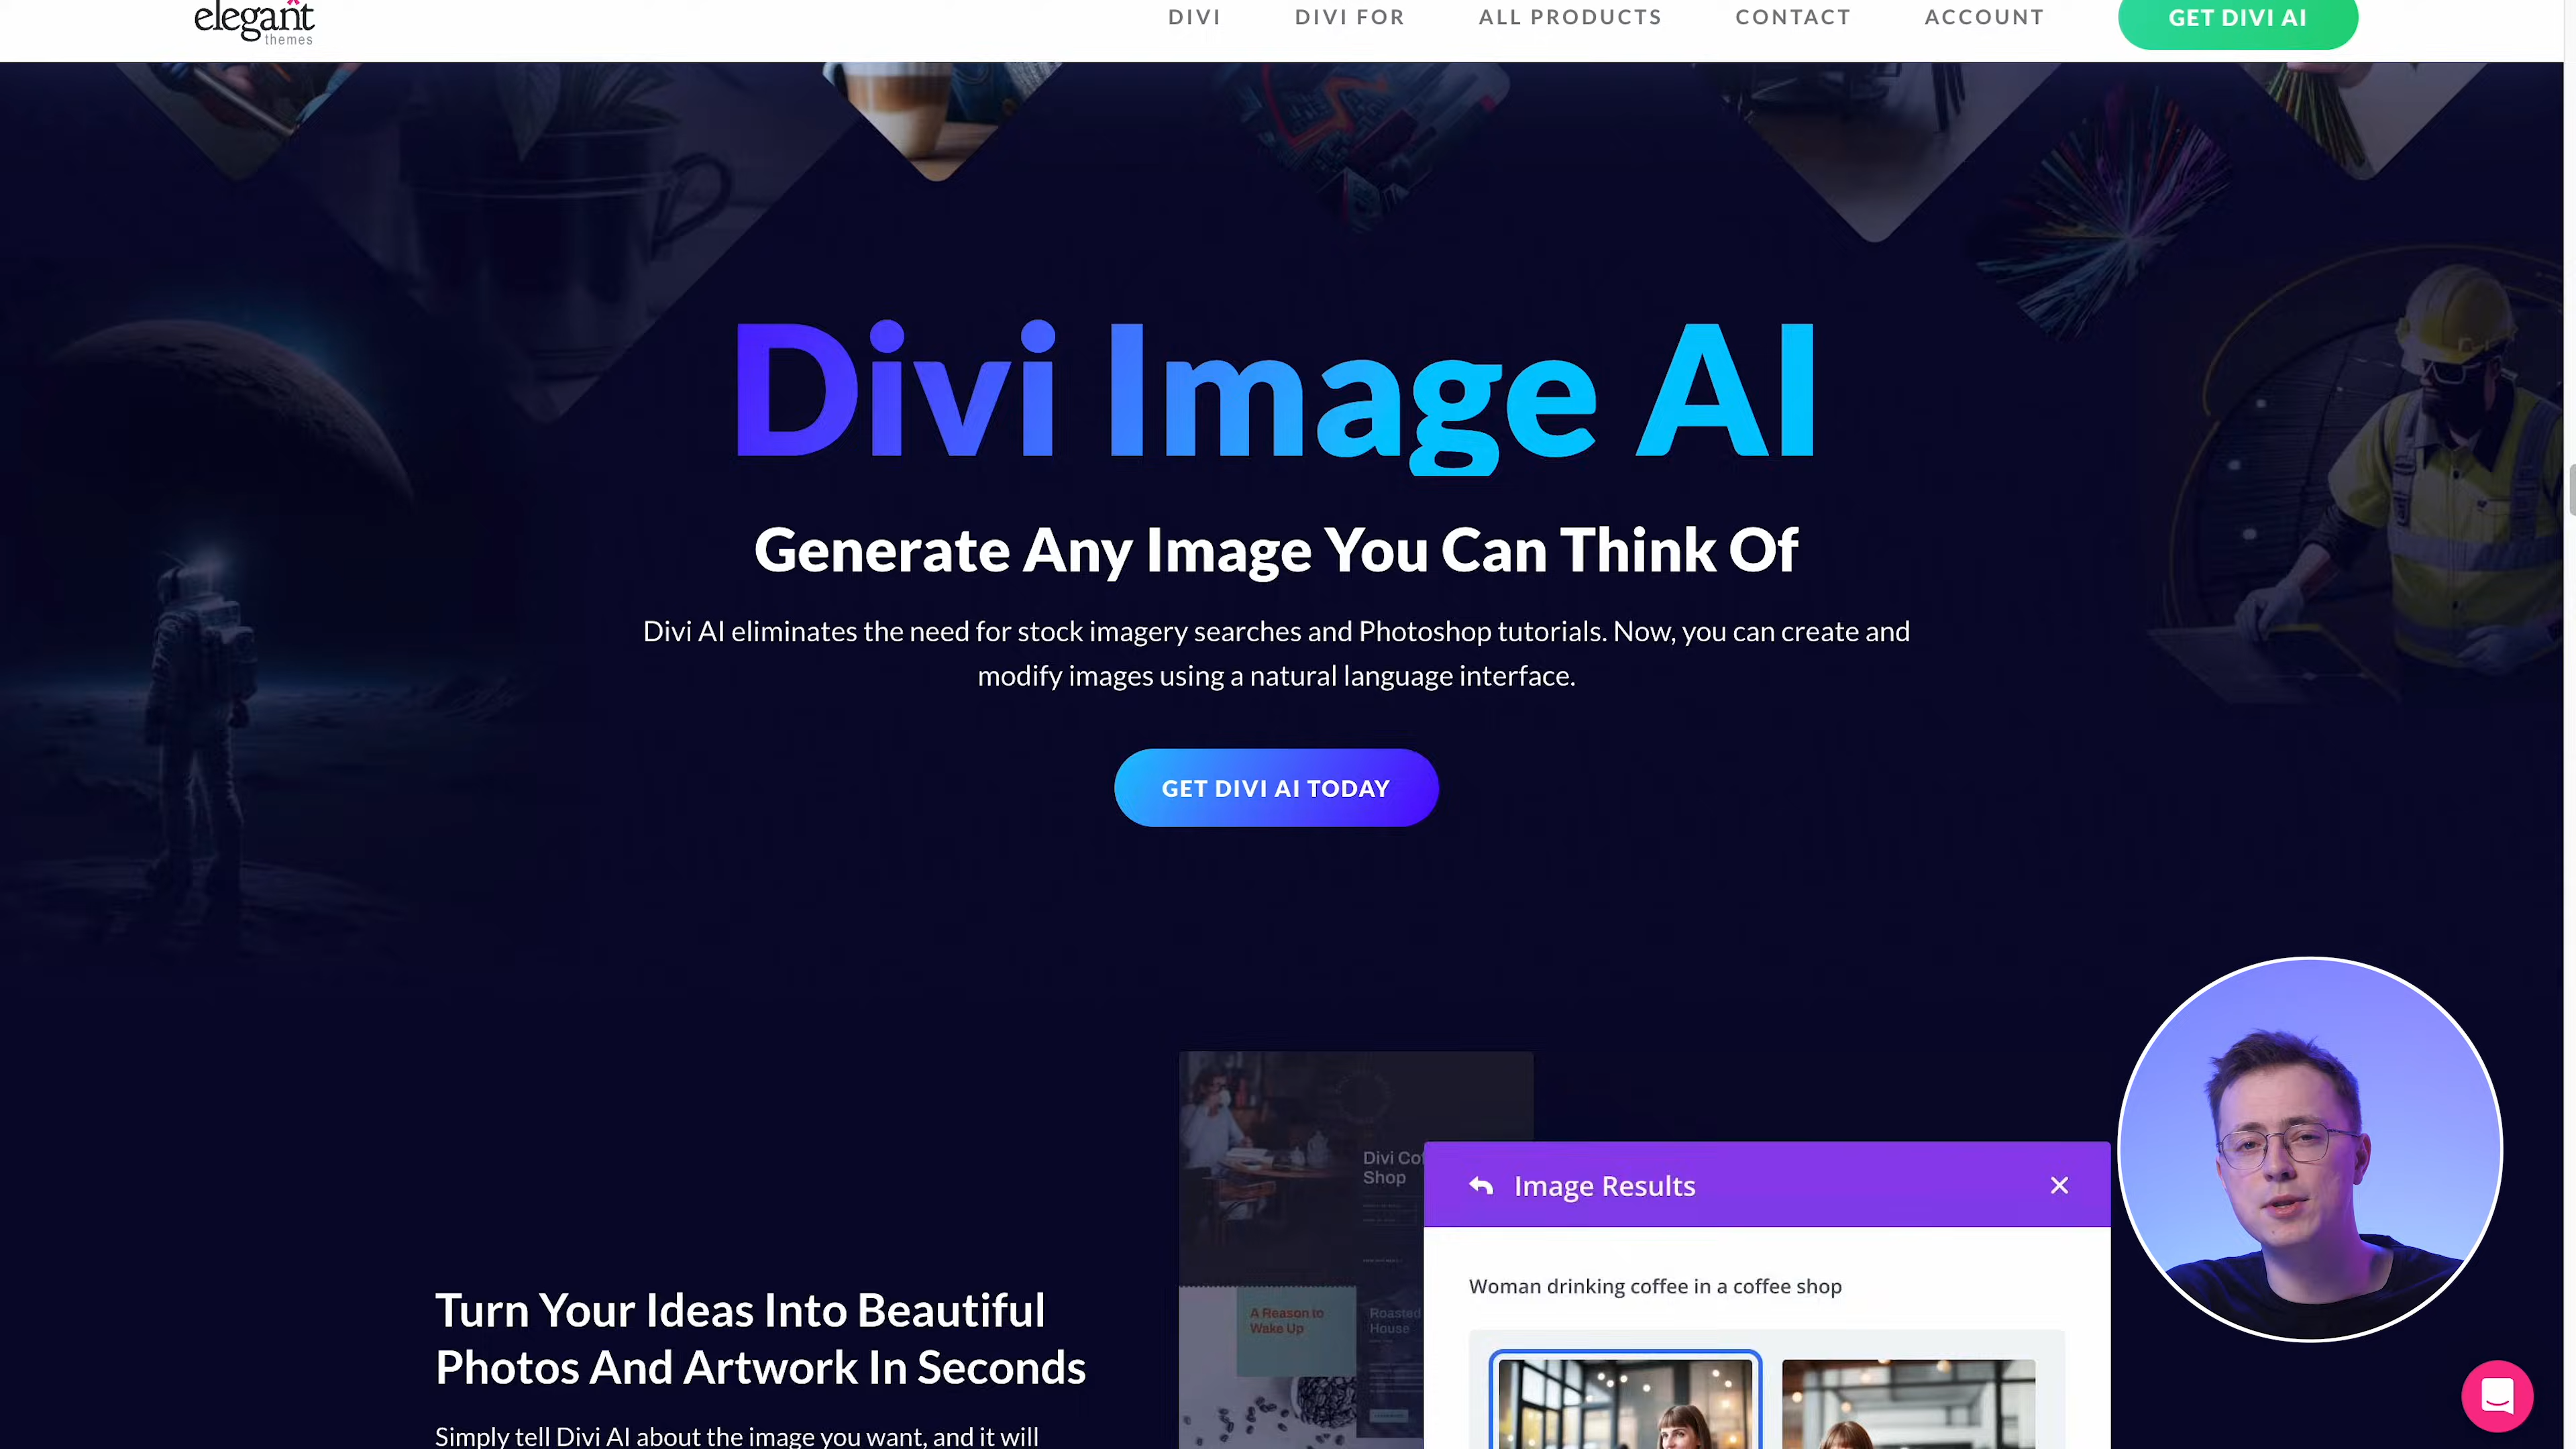 elegant
themes
DIVI
DIVI FOR
ALL PRODUCTS
CONTACT
ACCOUNT
GET DIVI AI
Divi Image AI
Generate Any Image You Can Think Of
Divi AI eliminates the need for stock imagery searches and Photoshop tutorials. Now, you can create and
modify images using a natural language interface.
GET DIVI AI TODAY
Turn Your Ideas Into Beautiful
Photos And Artwork In Seconds
Simply tell Divi AI about the image you want, and it will
Divi
Shop
A Reason to
Wake Up
Roasted
House
Image Results
Woman drinking coffee in a coffee shop